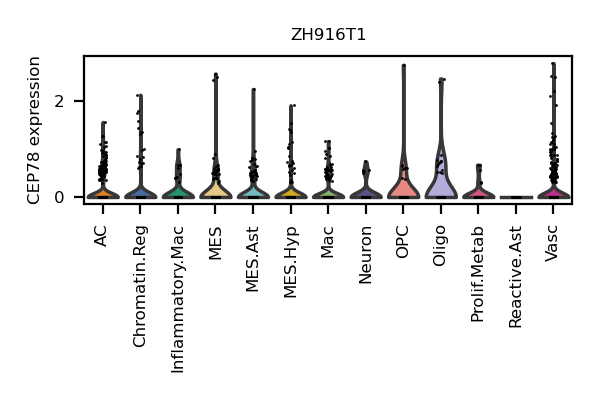 ZH916T1
CEP78 expression
2
0
AC
Chromatin.Reg
Inflammatory.Mac
MES
MES.Ast
MES.Hyp
Mac
Neuron
OPC
Oligo
Prolif.Metab
Reactive.Ast
Vasc